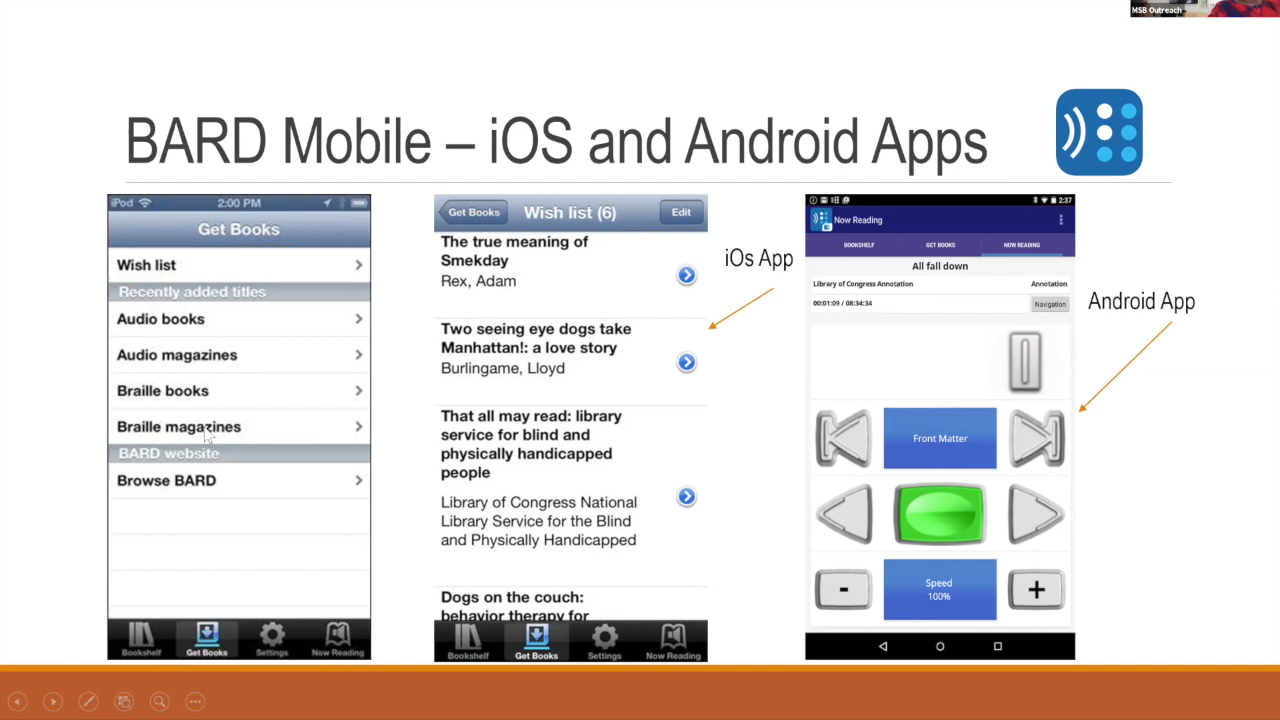 MSB Outreach
BARD Mobile – iOS and Android Apps
iPod
2:00 PM
Get Books
Wish list
Recently added titles
Audio books
Audio magazines
Braille books
Braille magazines
BARD website
Browse BARD
Bookshelf
Get Books
Settings
Now Reading
Get Books
Wish list (6)
Edit
The true meaning of
Smekday
Rex, Adam
Two seeing eye dogs take
Manhattan!: a love story
Burlingame, Lloyd
That all may read: library
service for blind and
physically handicapped
people
Library of Congress National
Library Service for the Blind
and Physically Handicapped
Dogs on the couch:
behavior therapy for
Bookshelf
Get Books
Settings
Now Reading
iOs App
2:37
Now Reading
BOOKSHELF
GET BOOKS
NOW READING
All fall down
Library of Congress Annotation
Annotation
00:01:09 / 08:34:34
Navigation
Front Matter
-
Speed
100%
+
Android App